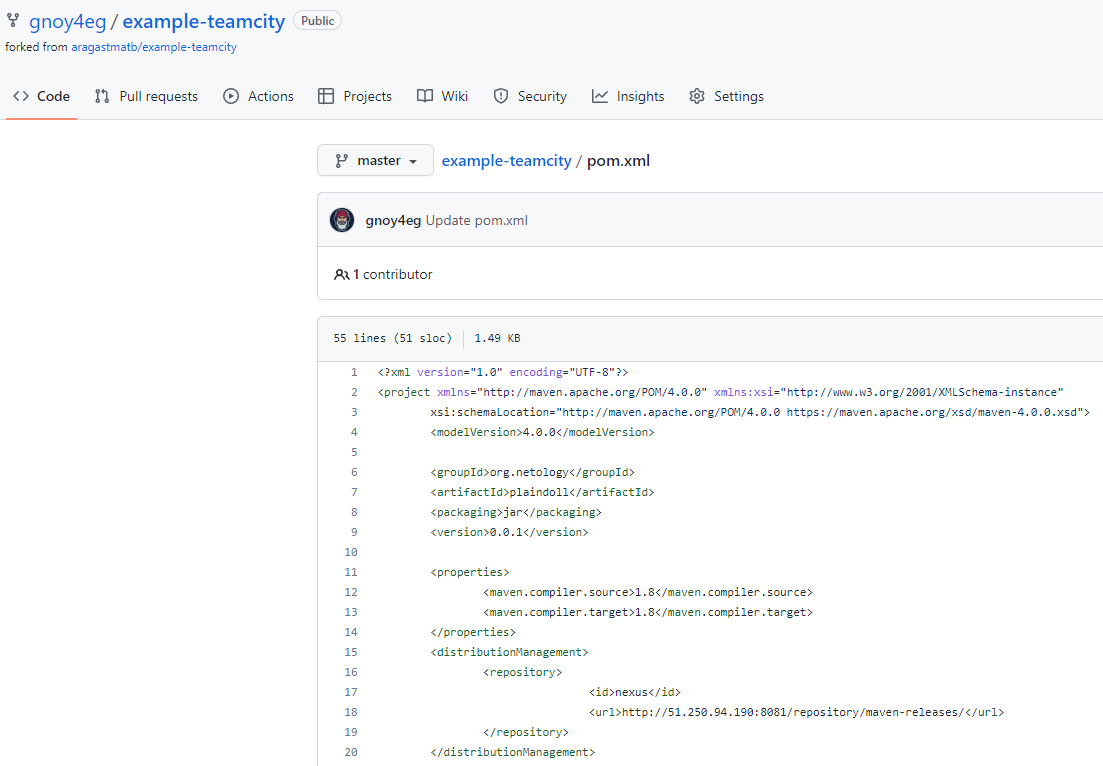 gnoy4eg / example-teamcity Public
forked from aragastmatb/example-teamcity
Code Pull requests Actions Projects Wiki Security Insights Settings
master example-teamcity / pom.xml
gnoy4eg Update pom.xml
1 contributor
55 lines (51 sloc) 1.49 KB
1 <?xml version="1.0" encoding="UTF-8"?>
2 <project xmlns="http://maven.apache.org/POM/4.0.0" xmlns:xsi="http://www.w3.org/2001/XMLSchema-instance"
3 xsi:schemaLocation="http://maven.apache.org/POM/4.0.0 https://maven.apache.org/xsd/maven-4.0.0.xsd">
4 <modelVersion>4.0.0</modelVersion>
5
6 <groupId>org.netology</groupId>
7 <artifactId>plaindoll</artifactId>
8 <packaging>jar</packaging>
9 <version>0.0.1</version>
10
11 <properties>
12 <maven.compiler.source>1.8</maven.compiler.source>
13 <maven.compiler.target>1.8</maven.compiler.target>
14 </properties>
15 <distributionManagement>
16 <repository>
17 <id>nexus</id>
18 <url>http://51.250.94.190:8081/repository/maven-releases/</url>
19 </repository>
20 </distributionManagement>